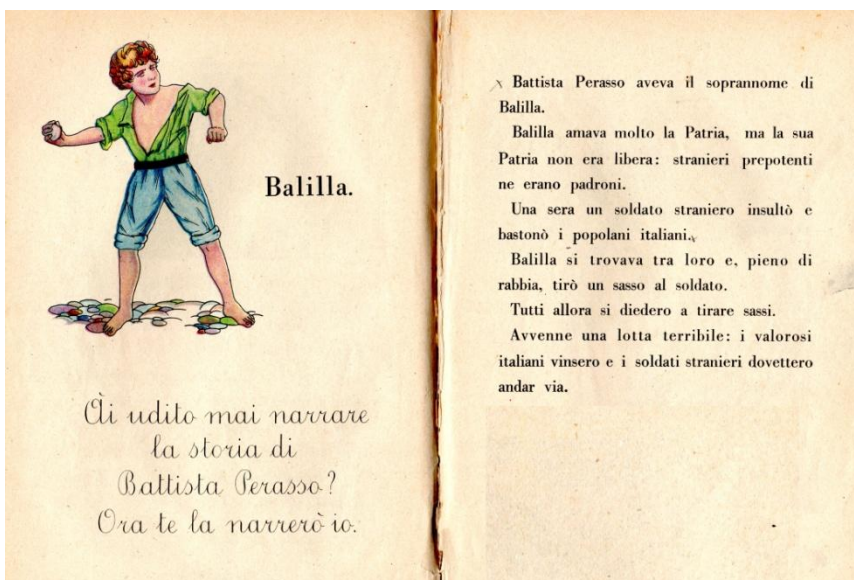 Balilla.
Ài udito mai narrare
la storia di
Battista Perasso?
Ora te la narrerò io.
Battista Perasso aveva il soprannome di
Balilla.
Balilla amava molto la Patria, ma la sua
Patria non era libera: stranieri prepotenti
ne erano padroni.
Una sera un soldato straniero insultò e
bastonò i popolani italiani.
Balilla si trovava tra loro e, pieno di
rabbia, tirò un sasso al soldato.
Tutti allora si diedero a tirare sassi.
Avvenne una lotta terribile: i valorosi
italiani vinsero e i soldati stranieri dovettero
andar via.